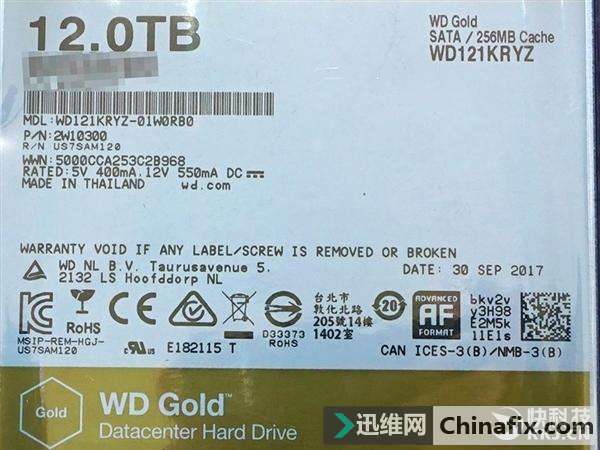 12.0TB
WD Gold
SATA / 256MB Cache
WD121KRYZ
MDL:WD121KRYZ-01W0RB0
P/N:2W10300
R/N US7SAM120
WWN:5000CCA253C2B968
RATED:5V 400mA.12V 550mA DC
MADE IN THAILAND wd.com
WARRANTY VOID IF ANY LABEL/SCREW IS REMOVED OR BROKEN
WD NL B.V. Taurusavenue 5.
2132 LS Hoofddorp NL
DATE: 30 SEP 2017
RoHS
MSIP-REM-HGJ-
US7SAM120
E182115 T
D33373
RoHS
台北市
敦化北路
205號14樓
1402室
20
ADVANCED
AF
FORMAT
bkv2v
y3H98
E2M5k
11E1s
CAN ICES-3(B)/NMB-3(B)
Gold
WD Gold™
Datacenter Hard Drive
迅维网 Chinafix.com
快科技
KKJ.CN